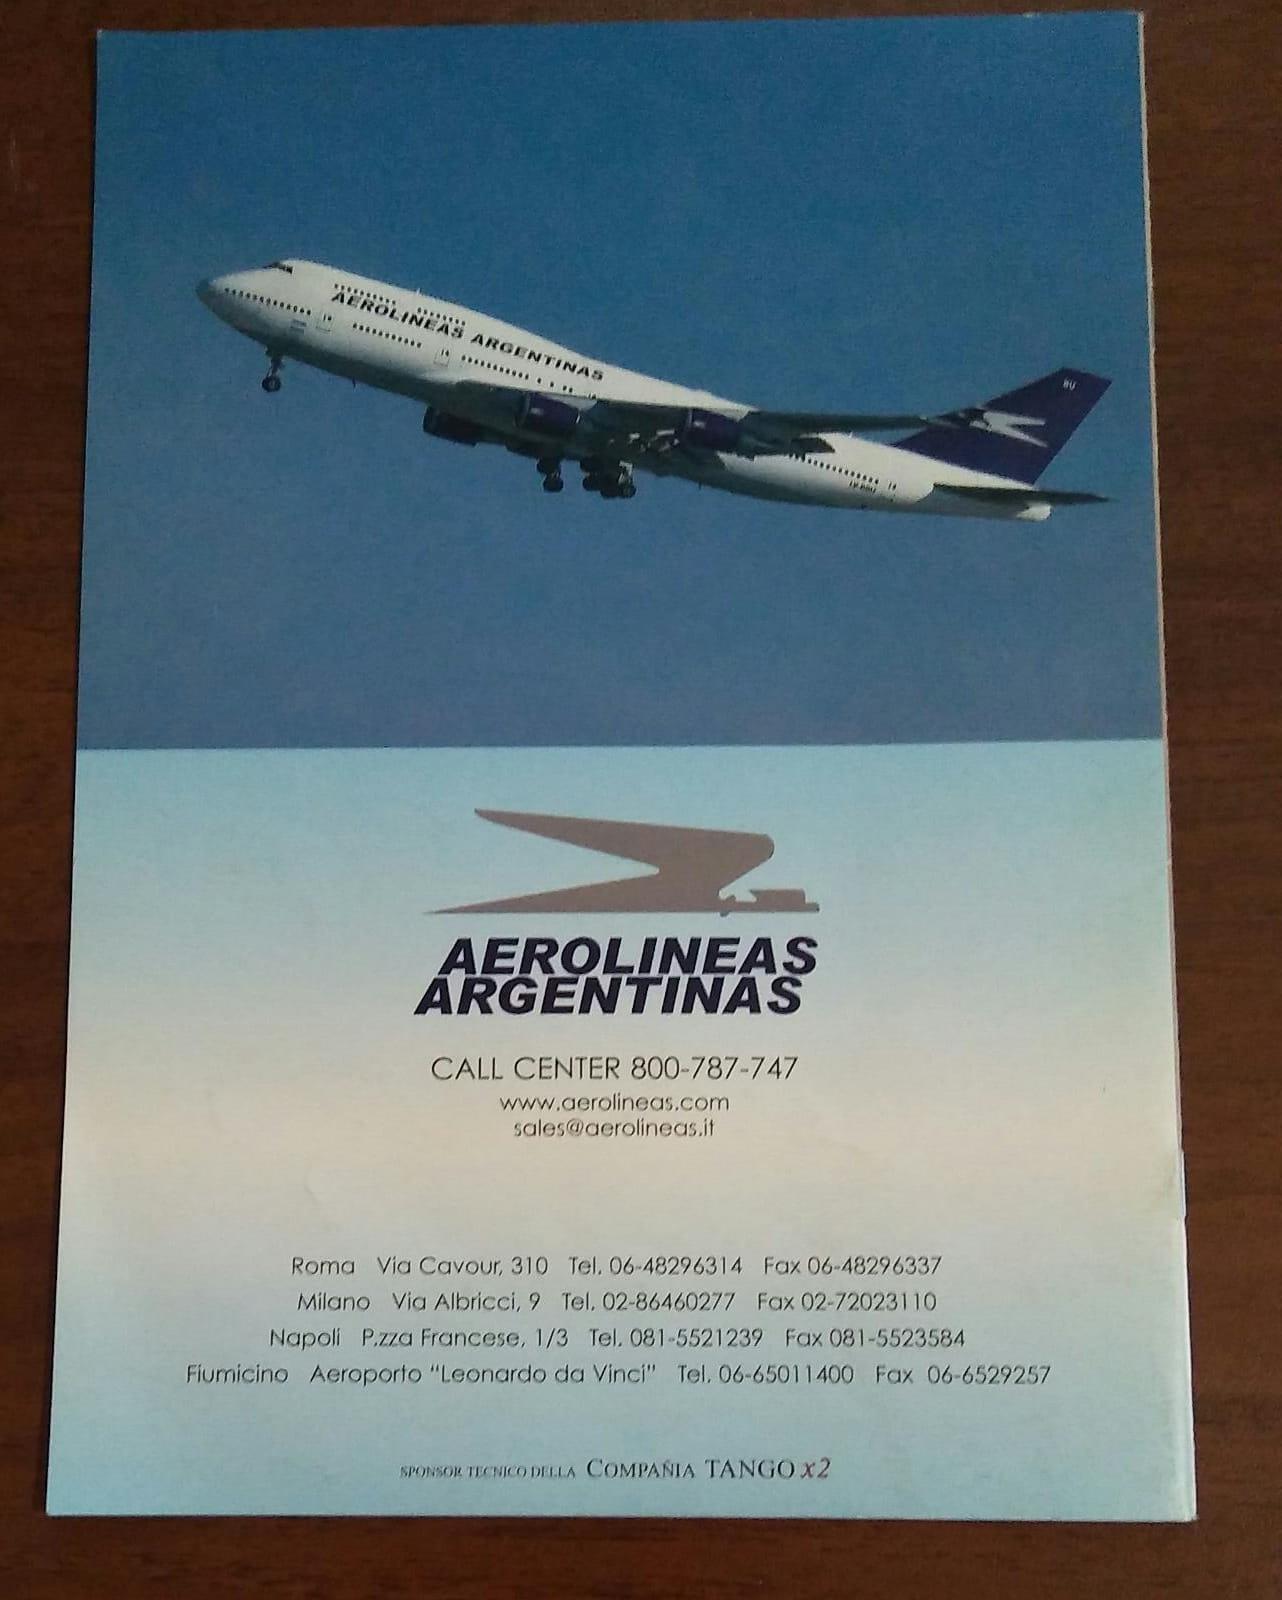 AEROLINEAS ARGENTINAS
BU
AEROLINEAS
ARGENTINAS
CALL CENTER 800-787-747
www.aerolineas.com
sales@aerolineas.it
Roma Via Cavour, 310 Tel. 06-48296314 Fax 06-48296337
Milano Via Albricci, 9 Tel. 02-86460277 Fax 02-72023110
Napoli P.zza Francese, 1/3 Tel. 081-5521239 Fax 081-5523584
Fiumicino Aeroporto “Leonardo da Vinci” Tel. 06-65011400 Fax 06-6529257
SPONSOR TECNICO DELLA COMPAÑIA TANGO x2